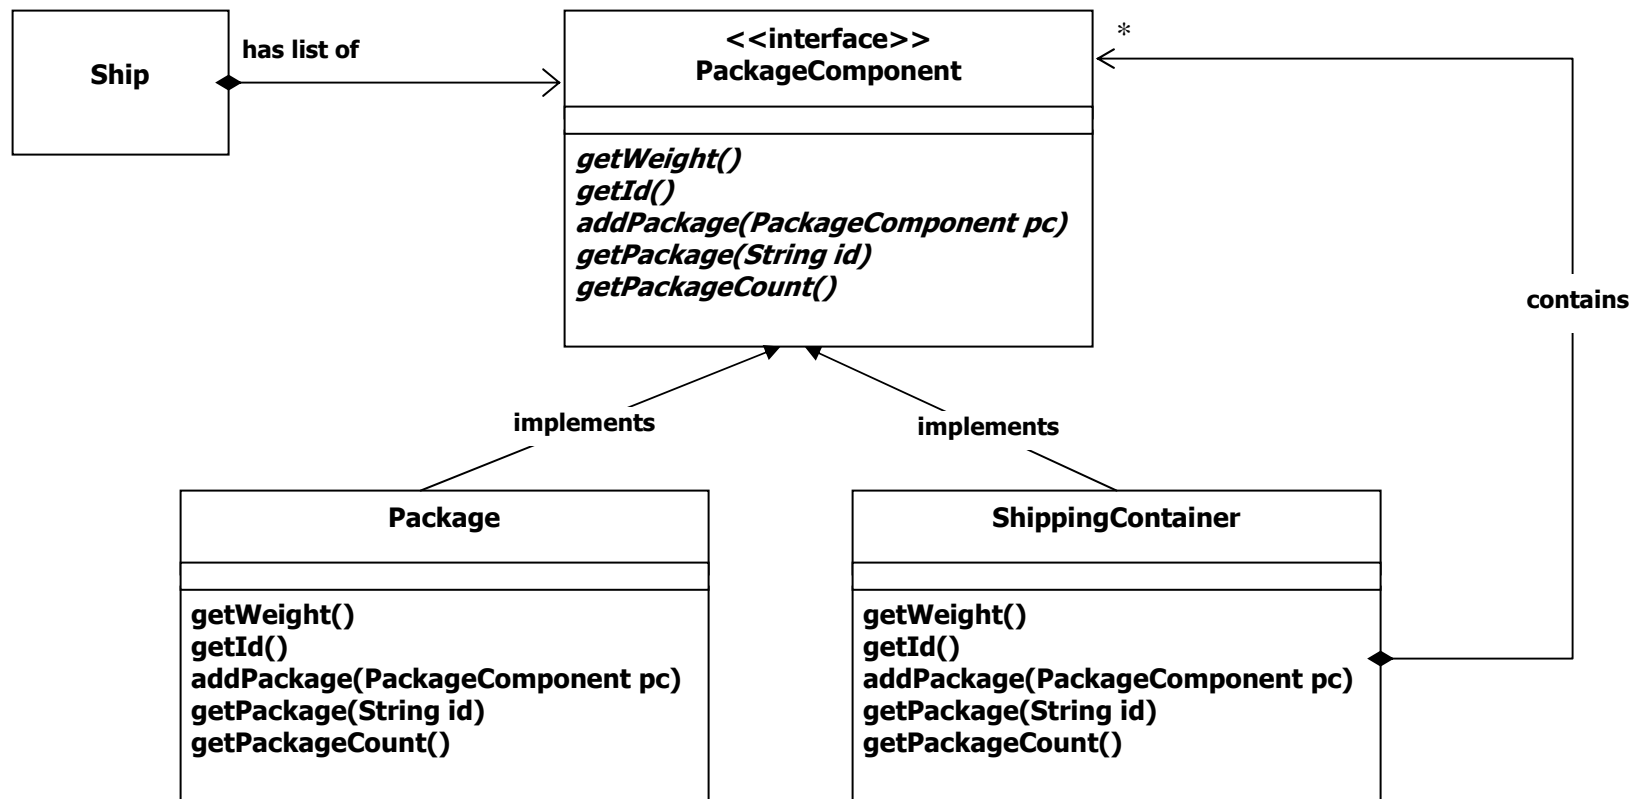 Ship
has list of
<<interface>>
PackageComponent
*
getWeight()
getId()
addPackage(PackageComponent pc)
getPackage(String id)
getPackageCount()
contains
implements
implements
Package
getWeight()
getId()
addPackage(PackageComponent pc)
getPackage(String id)
getPackageCount()
ShippingContainer
getWeight()
getId()
addPackage(PackageComponent pc)
getPackage(String id)
getPackageCount()